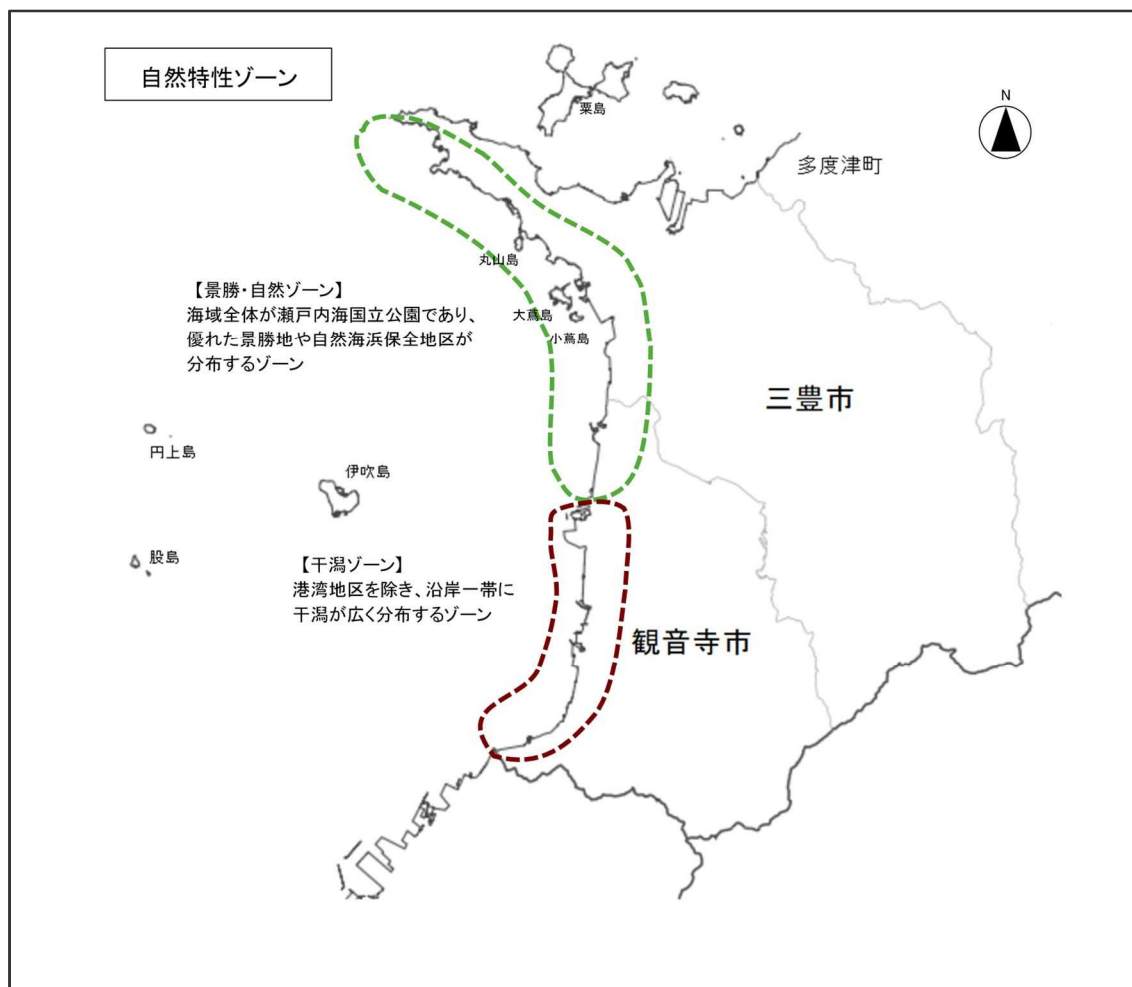 自然特性ゾーン
粟島
N
多度津町
丸山島
【景勝・自然ゾーン】
海域全体が瀬戸内海国立公園であり、
優れた景勝地や自然海浜保全地区が
分布するゾーン
大蔦島
小蔦島
三豊市
円上島
伊吹島
股島
【干潟ゾーン】
港湾地区を除き、沿岸一帯に
干潟が広く分布するゾーン
観音寺市